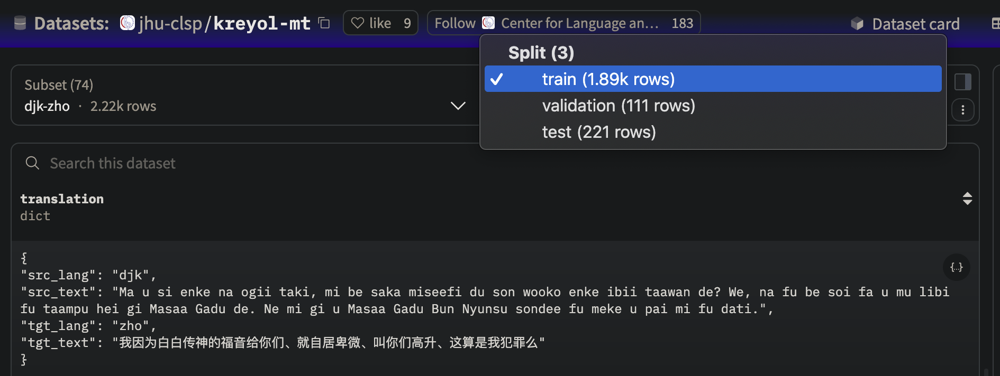 Datasets: jhu-clsp/kreyol-mt like 9 Follow Center for Language an... 183 Dataset card
Split (3)
train (1.89k rows)
validation (111 rows)
test (221 rows)
Subset (74)
djk-zho · 2.22k rows
Search this dataset
translation
dict
{
"src_lang": "djk",
"src_text": "Ma u si enke na ogii taki, mi be saka miseefi du son wooko enke ibii taawan de? We, na fu be soi fa u mu libi
fu taampu hei gi Masaa Gadu de. Ne mi gi u Masaa Gadu Bun Nyunsu sondee fu meke u pai mi fu dati.",
"tgt_lang": "zho",
"tgt_text": "我因为白白传神的福音给你们、就自居卑微、叫你们高升、这算是我犯罪么"
}
{...}